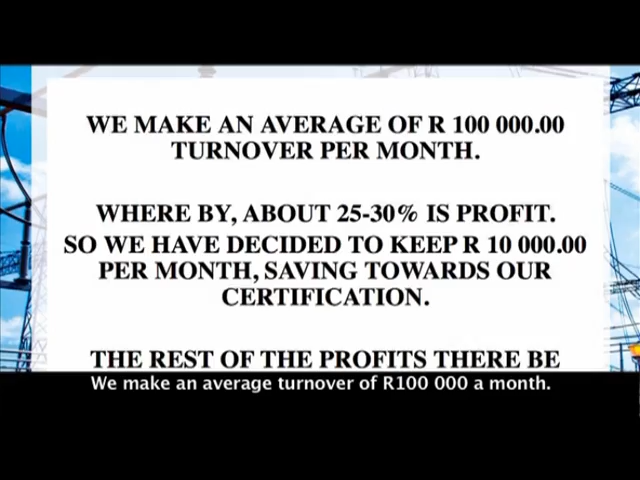 WE MAKE AN AVERAGE OF R 100 000.00
TURNOVER PER MONTH.
WHERE BY, ABOUT 25-30% IS PROFIT.
SO WE HAVE DECIDED TO KEEP R 10 000.00
PER MONTH, SAVING TOWARDS OUR
CERTIFICATION.
THE REST OF THE PROFITS THERE BE
We make an average turnover of R100 000 a month.